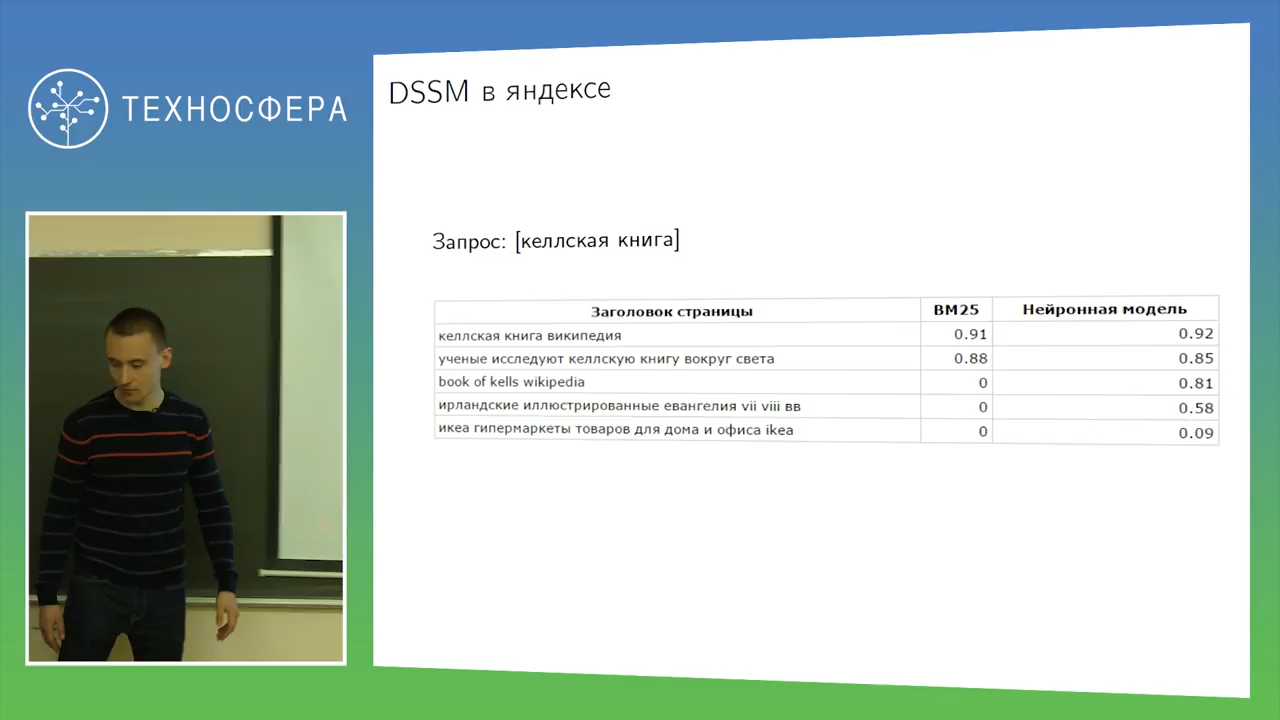 ТЕХНОСФЕРА
DSSM в яндексе
Запрос: [келлская книга]
Заголовок страницы BM25 Нейронная модель
келлская книга википедия 0.91 0.92
ученые исследуют келлскую книгу вокруг света 0.88 0.85
book of kells wikipedia 0 0.81
ирландские иллюстрированные евангелия vii viii вв 0 0.58
икеа гипермаркеты товаров для дома и офиса ikea 0 0.09